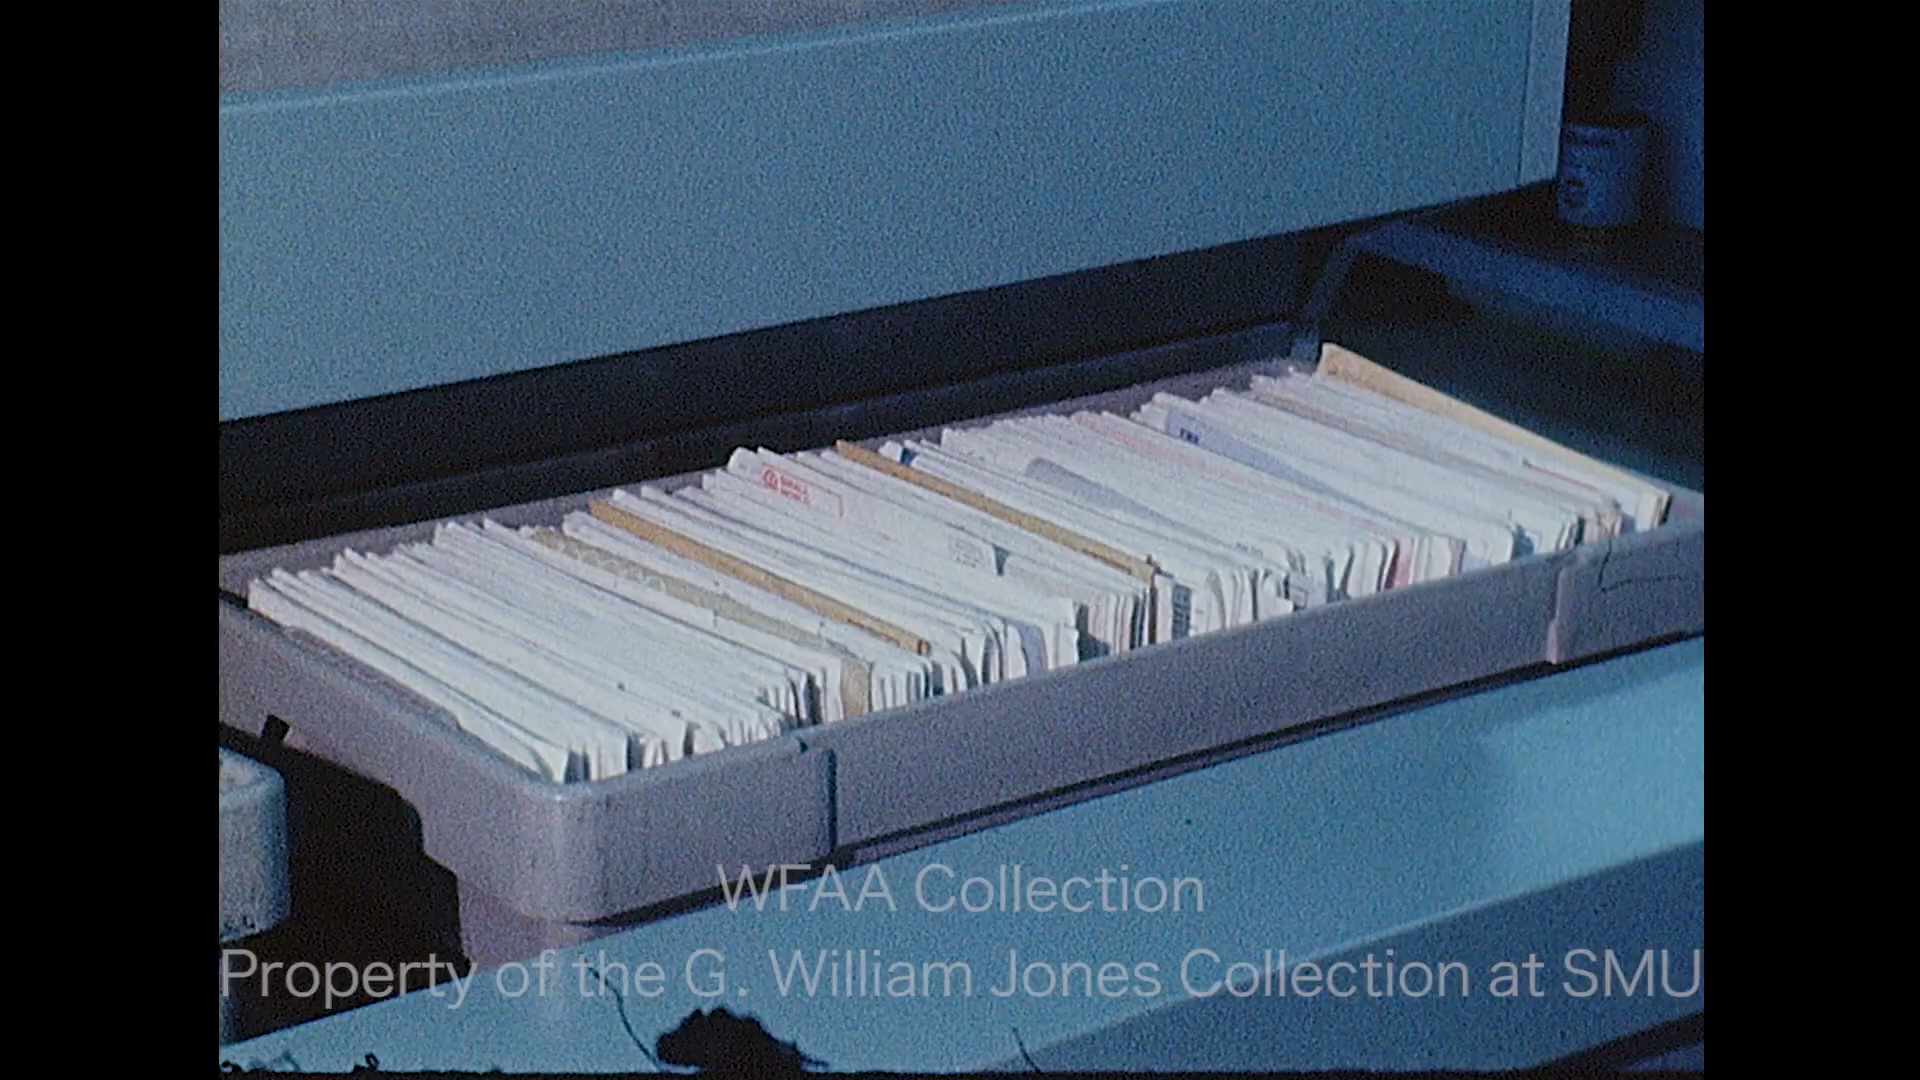 WFAA Collection
Property of the G. William Jones Collection at SMU